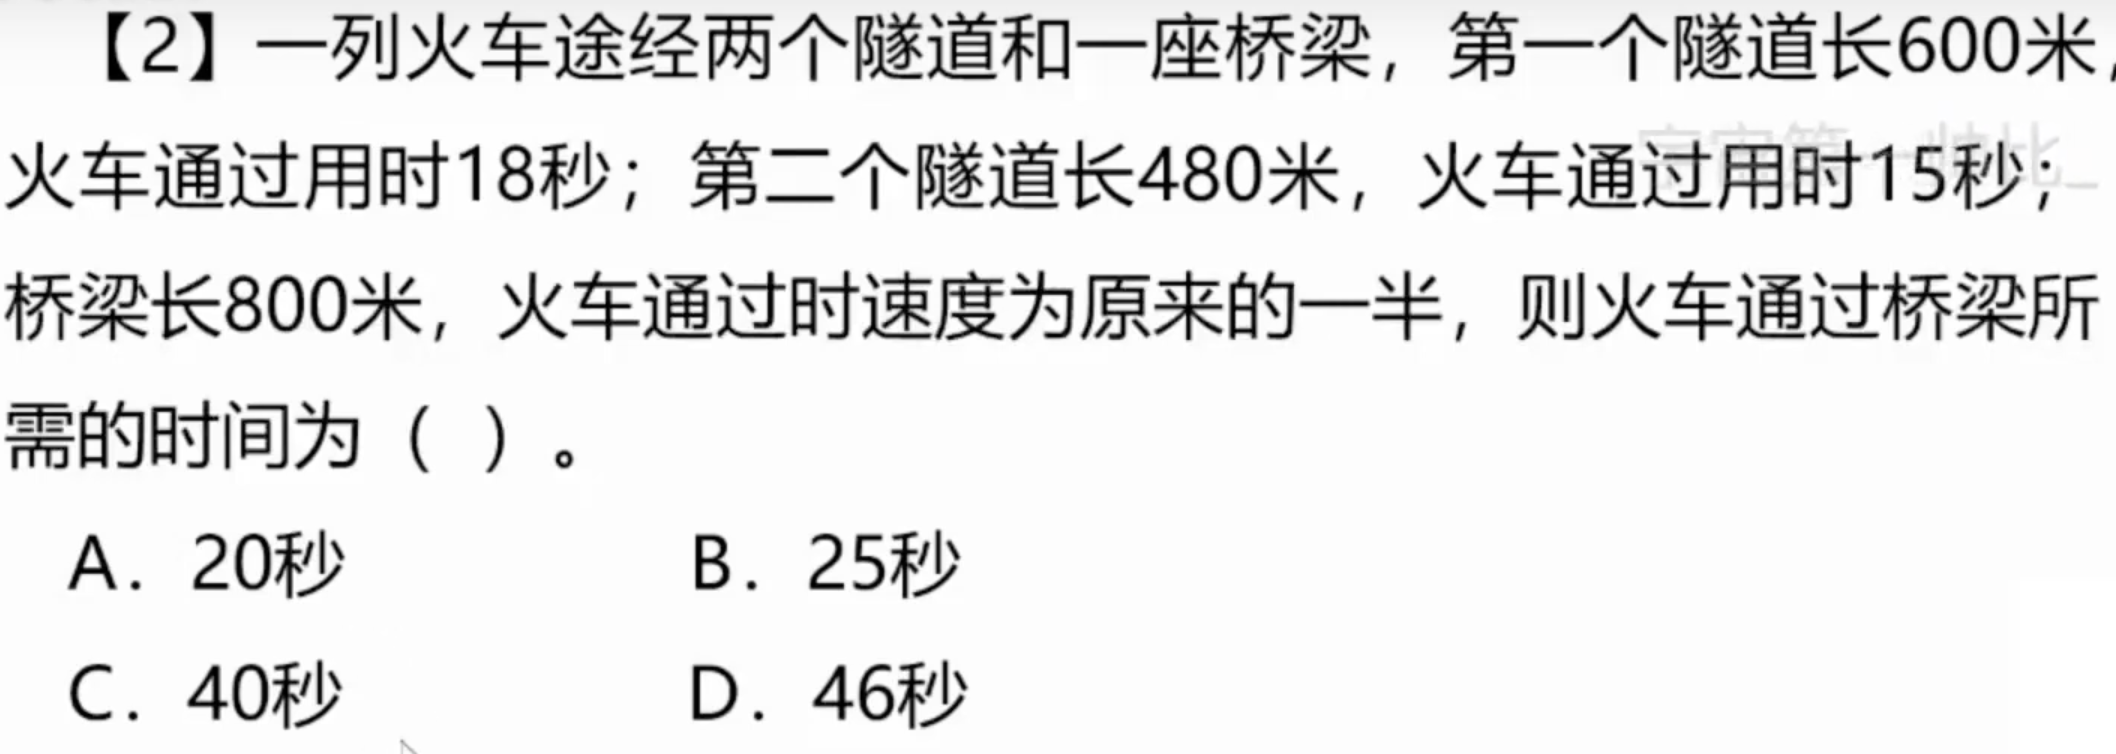 【2】一列火车途经两个隧道和一座桥梁，第一个隧道长600米，
火车通过用时18秒；第二个隧道长480米，火车通过用时15秒；
桥梁长800米，火车通过时速度为原来的一半，则火车通过桥梁所
需的时间为（ ）。
A．20秒 B．25秒
C．40秒 D．46秒